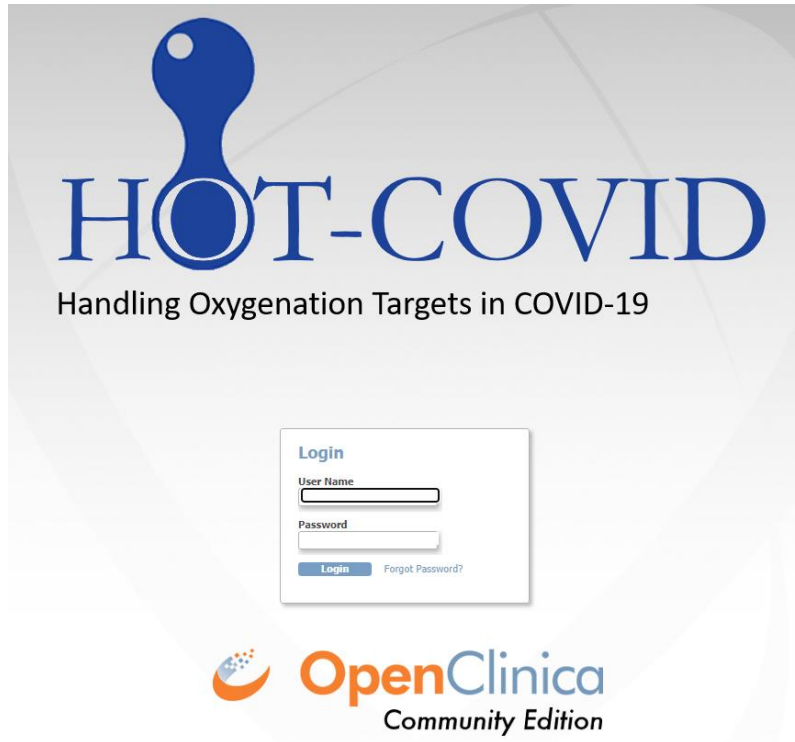 HOT-COVID
Handling Oxygenation Targets in COVID-19
Login
User Name
Password
Login Forgot Password?
OpenClinica
Community Edition